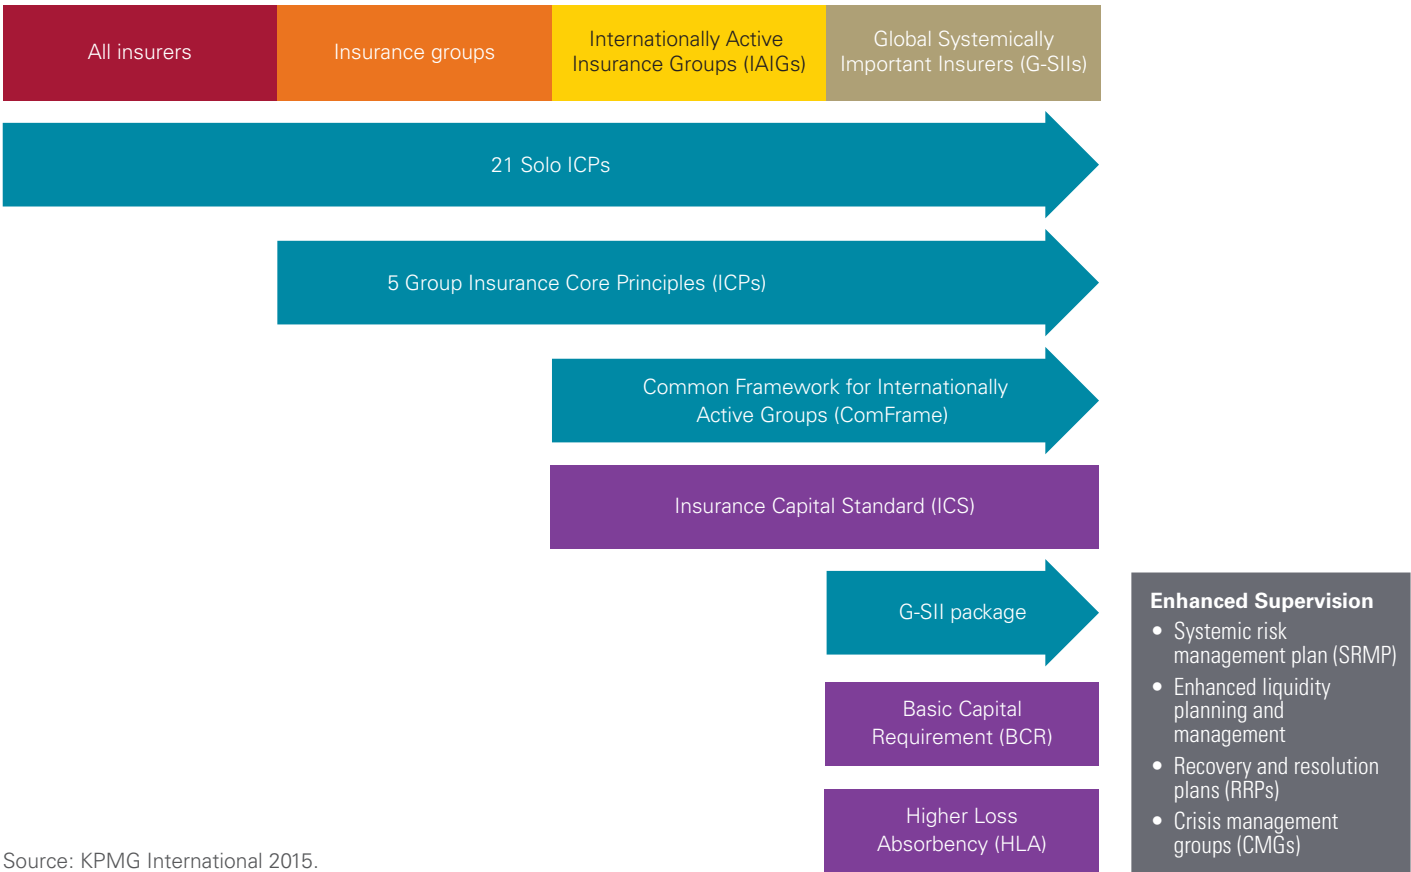 All insurers
Insurance groups
Internationally Active
Insurance Groups (IAIGs)
Global Systemically
Important Insurers (G-SIIs)
21 Solo ICPs
5 Group Insurance Core Principles (ICPs)
Common Framework for Internationally
Active Groups (ComFrame)
Insurance Capital Standard (ICS)
G-SII package
Basic Capital
Requirement (BCR)
Higher Loss
Absorbency (HLA)
Enhanced Supervision
• Systemic risk
management plan (SRMP)
• Enhanced liquidity
planning and
management
• Recovery and resolution
plans (RRPs)
• Crisis management
groups (CMGs)
Source: KPMG International 2015.